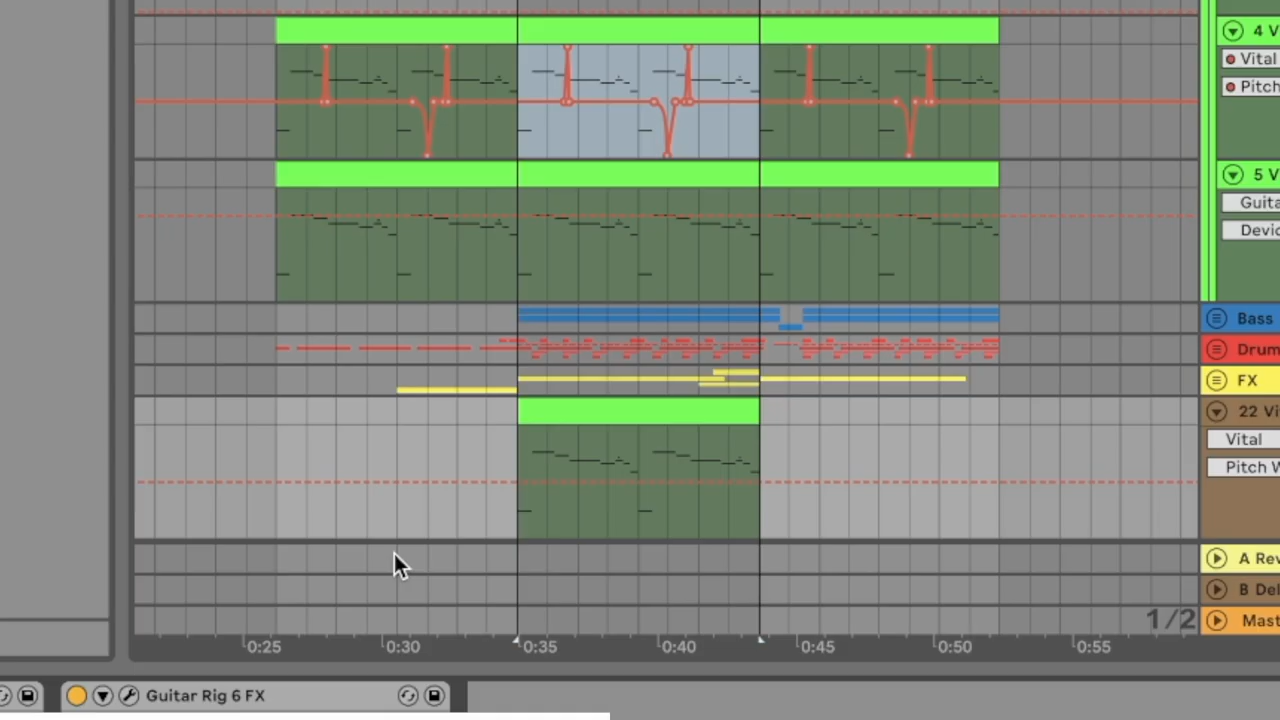 4 V
Vital
Pitch
5 V
Guita
Devic
Bass
Drum
FX
22 Vi
Vital
Pitch W
A Rev
B Del
1/2
Mast
0:25 0:30 0:35 0:40 0:45 0:50 0:55
Guitar Rig 6 FX